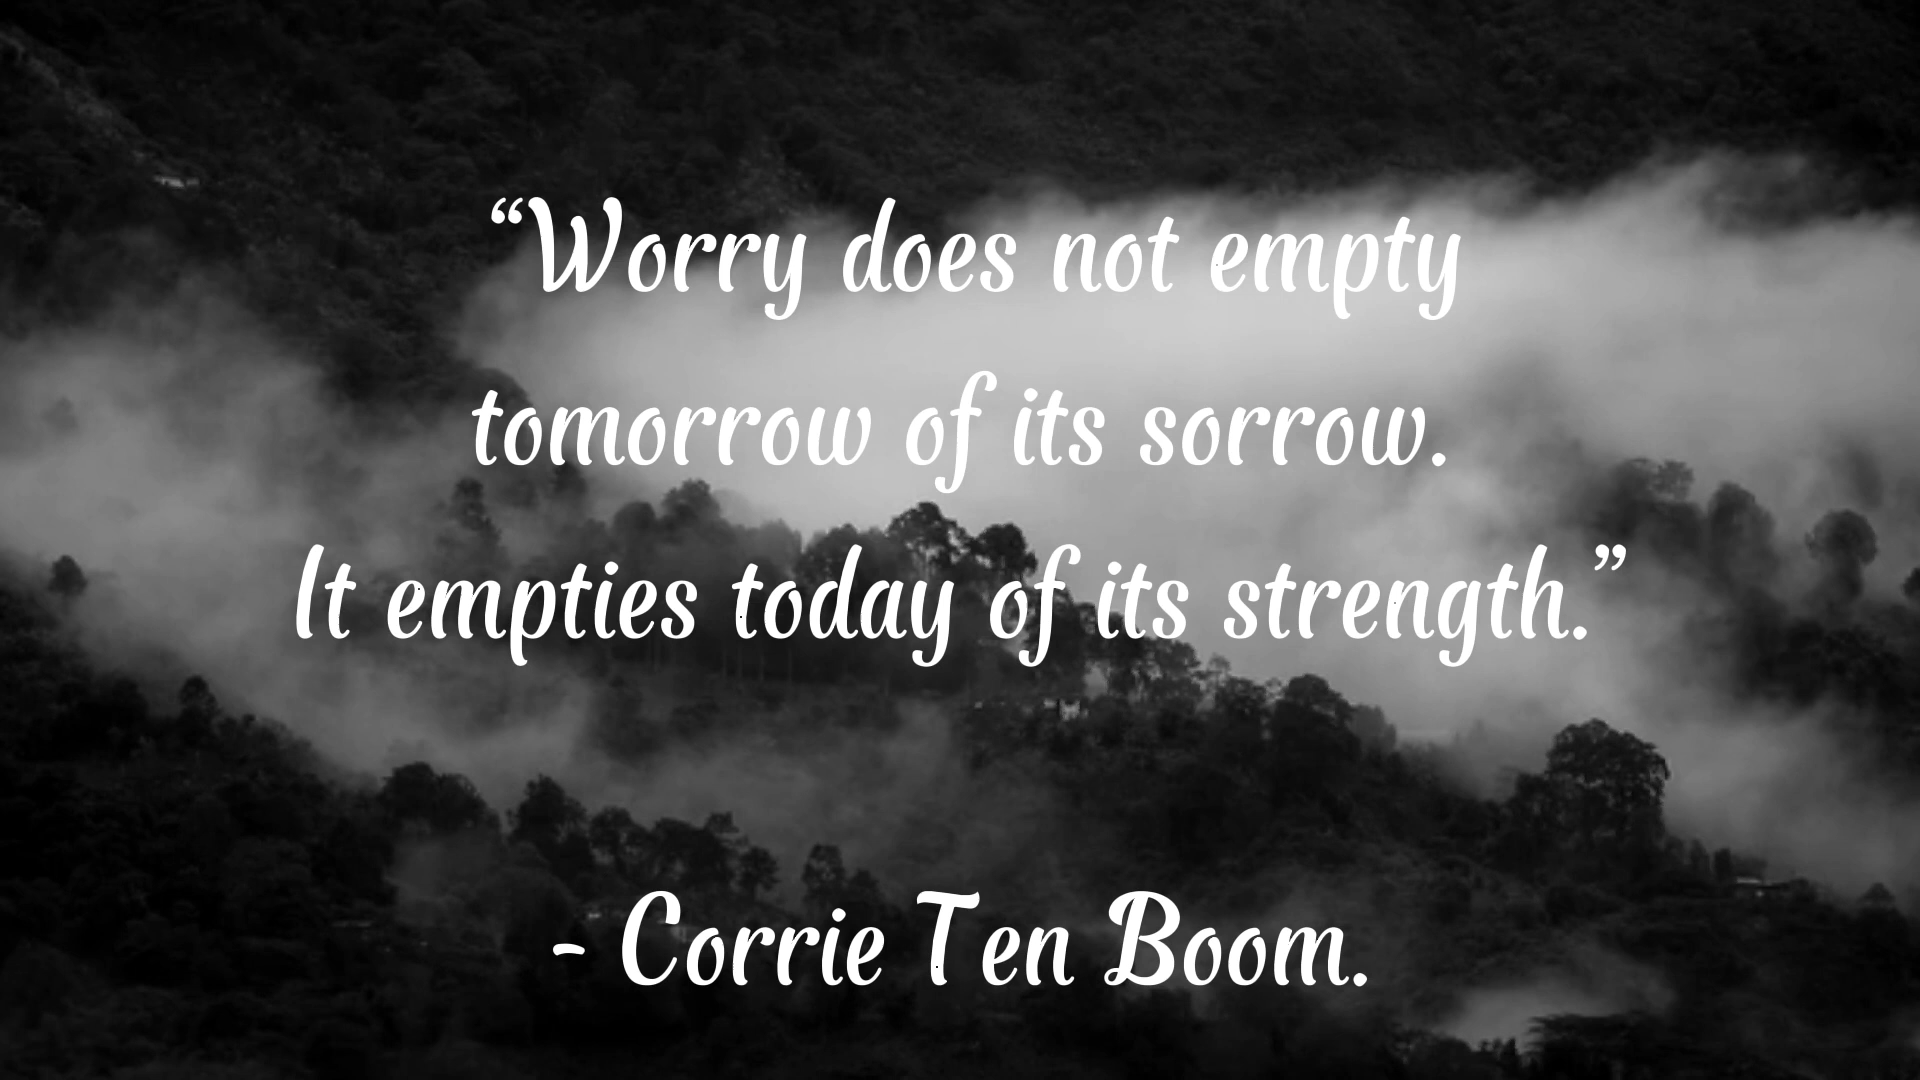 “Worry does not empty
tomorrow of its sorrow.
It empties today of its strength.”
- Corrie Ten Boom.